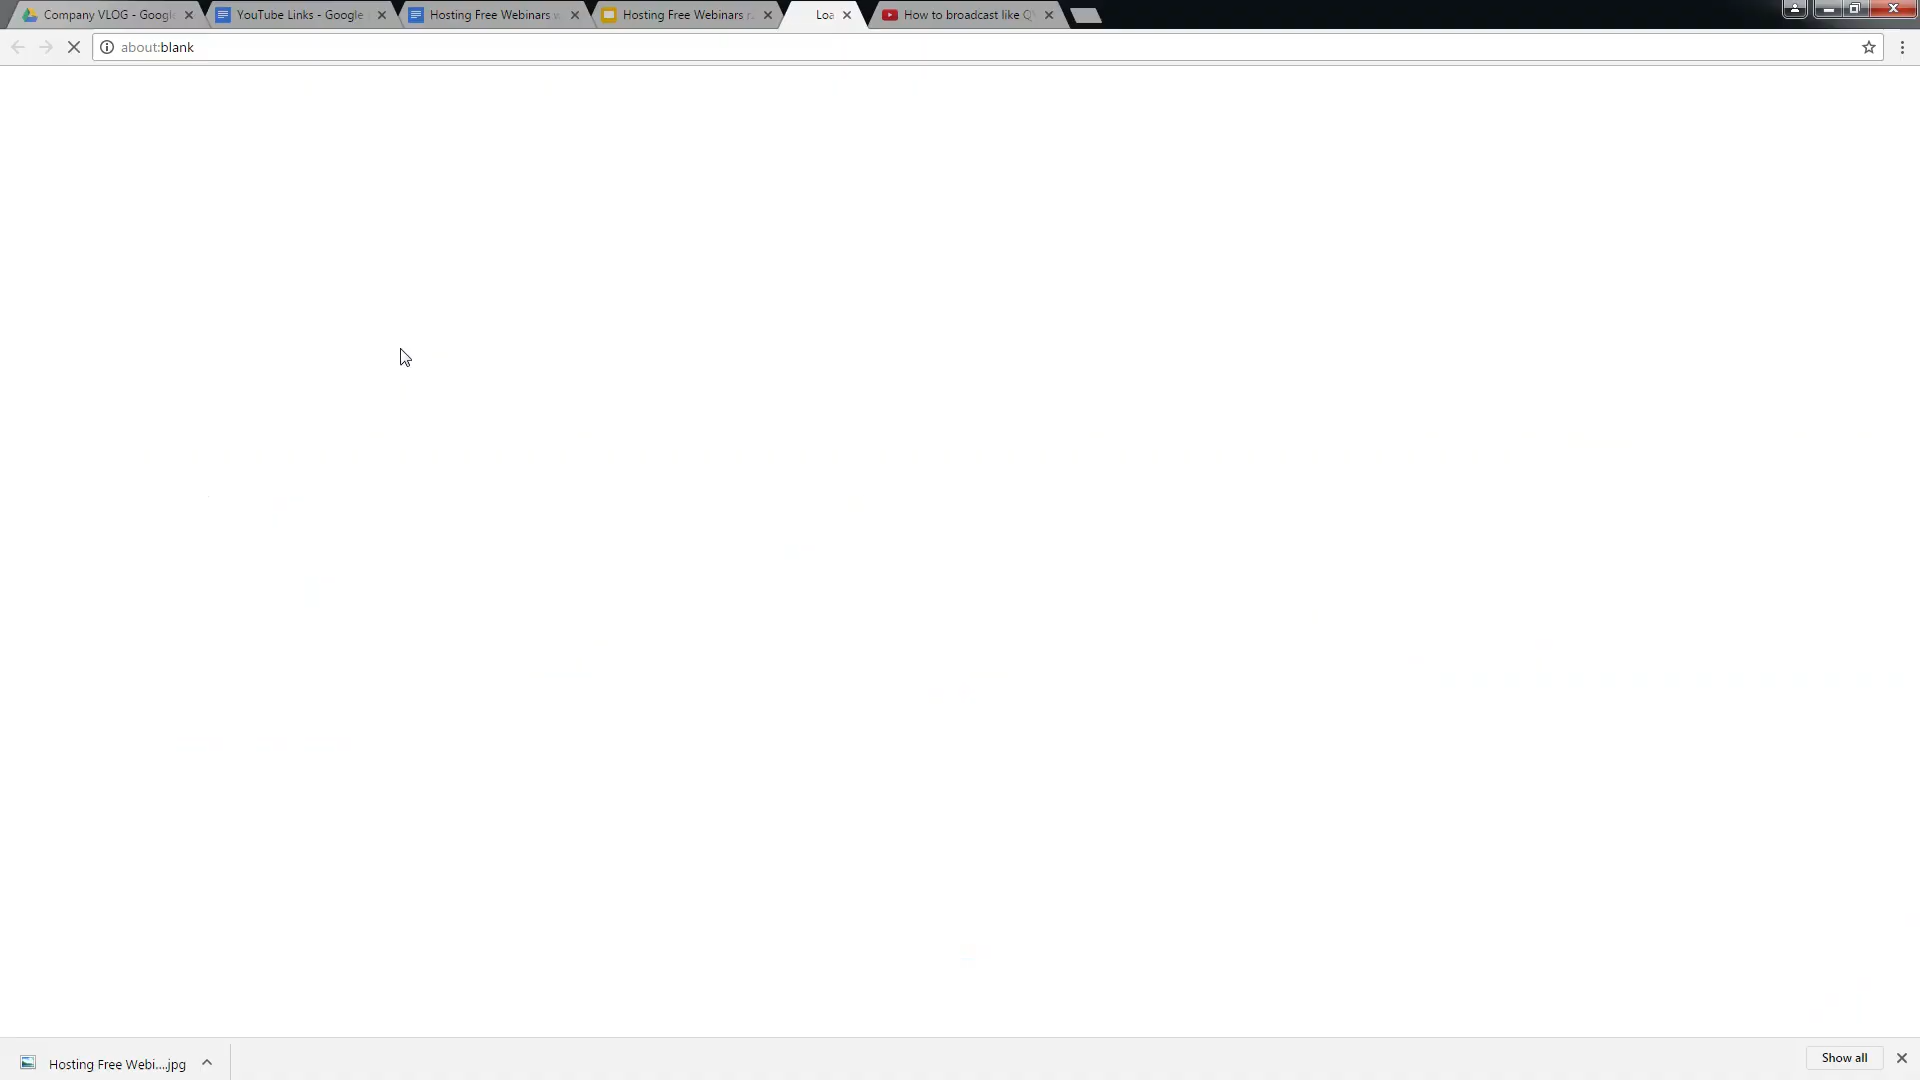 Company VLOG - Googl
YouTube Links - Google
Hosting Free Webinars
Hosting Free Webinars r
Loa
How to broadcast like Q
about:blank
Hosting Free Webi....jpg
Show all